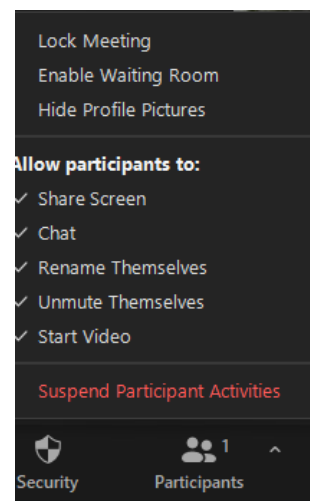 Lock Meeting
Enable Waiting Room
Hide Profile Pictures
Allow participants to:
Share Screen
Chat
Rename Themselves
Unmute Themselves
Start Video
Suspend Participant Activities
1
Security Participants